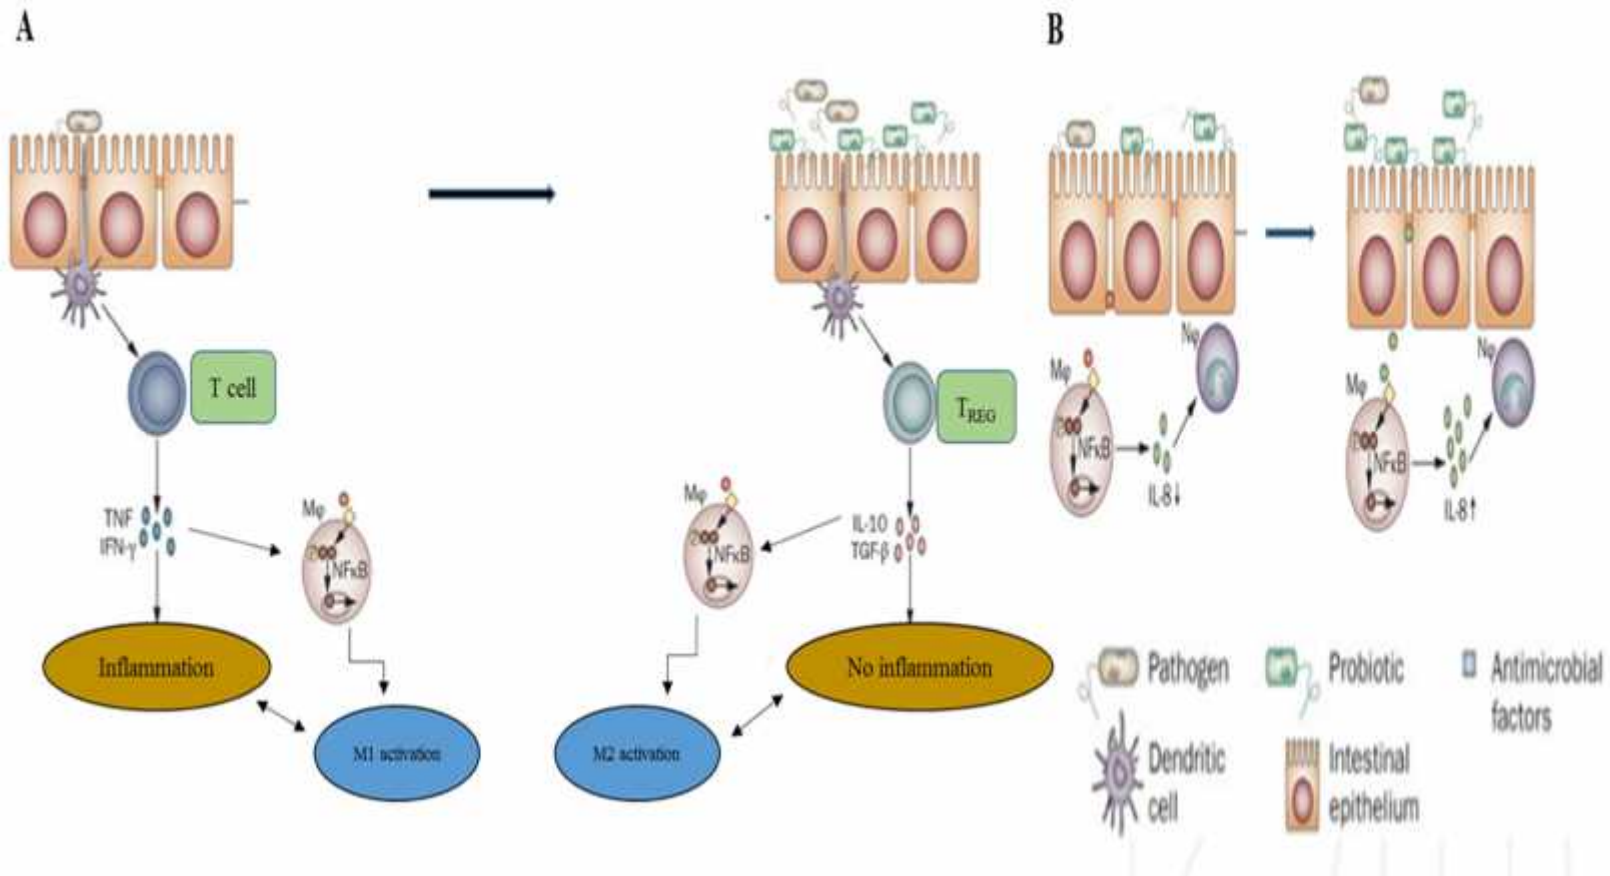 A
B
T cell
TNF
IFN-γ
Mφ
NFκB
Inflammation
M1 activation
T_REG
Mφ
NFκB
IL-10
TGF-β
No inflammation
M2 activation
Nφ
Mφ
NFκB
IL-8↓
Nφ
Mφ
NFκB
IL-8↑
Pathogen
Probiotic
Antimicrobial
factors
Dendritic
cell
Intestinal
epithelium